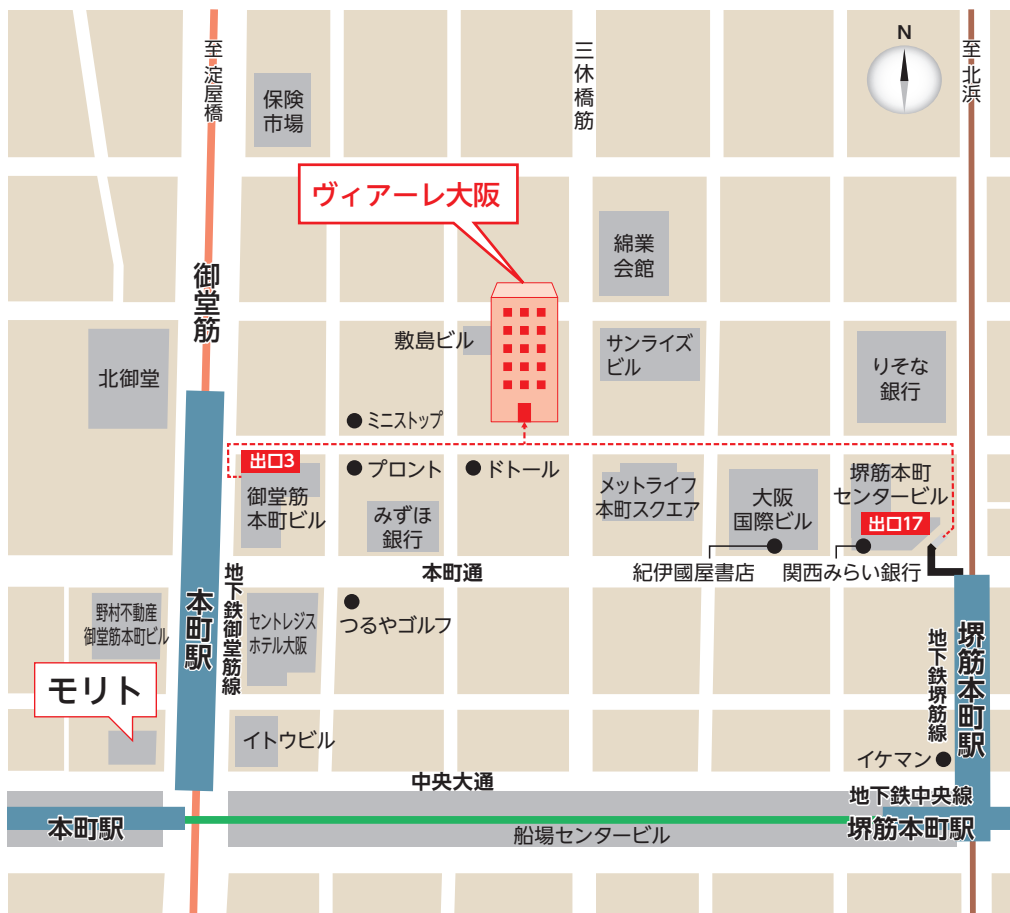 至淀屋橋
三休橋筋
N
至北浜
保険
市場
ヴィアーレ大阪
綿業
会館
御堂筋
敷島ビル
サンライズ
ビル
りそな
銀行
北御堂
ミニストップ
出口3
プロント
ドトール
御堂筋
本町ビル
みずほ
銀行
メットライフ
本町スクエア
大阪
国際ビル
堺筋本町
センタービル
出口17
本町通
紀伊國屋書店
関西みらい銀行
地下鉄御堂筋線
本町駅
野村不動産
御堂筋本町ビル
セントレジス
ホテル大阪
つるやゴルフ
地下鉄堺筋線
堺筋本町駅
モリト
イトウビル
イケマン
中央大通
地下鉄中央線
本町駅
船場センタービル
堺筋本町駅